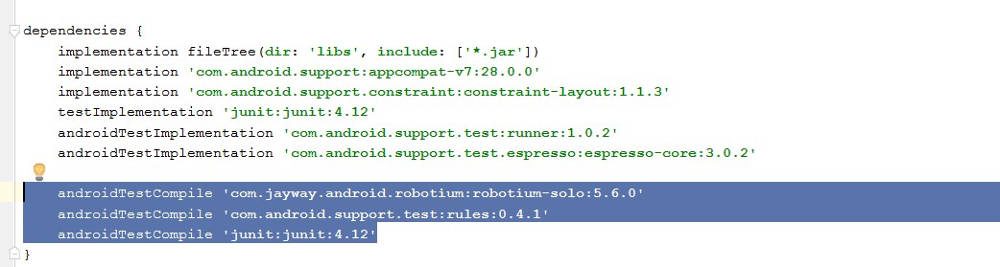 dependencies {
implementation fileTree(dir: 'libs', include: ['*.jar'])
implementation 'com.android.support:appcompat-v7:28.0.0'
implementation 'com.android.support.constraint:constraint-layout:1.1.3'
testImplementation 'junit:junit:4.12'
androidTestImplementation 'com.android.support.test:runner:1.0.2'
androidTestImplementation 'com.android.support.test.espresso:espresso-core:3.0.2'
androidTestCompile 'com.jayway.android.robotium:robotium-solo:5.6.0'
androidTestCompile 'com.android.support.test:rules:0.4.1'
androidTestCompile 'junit:junit:4.12'
}